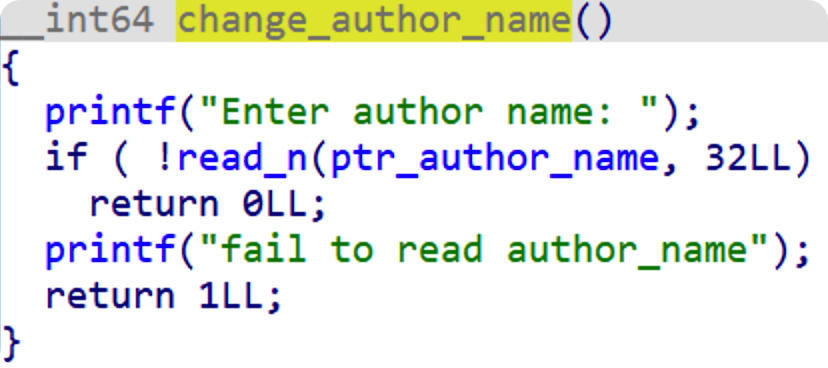 __int64 change_author_name()
{
  printf("Enter author name: ");
  if ( !read_n(ptr_author_name, 32LL)
    return 0LL;
  printf("fail to read author_name");
  return 1LL;
}